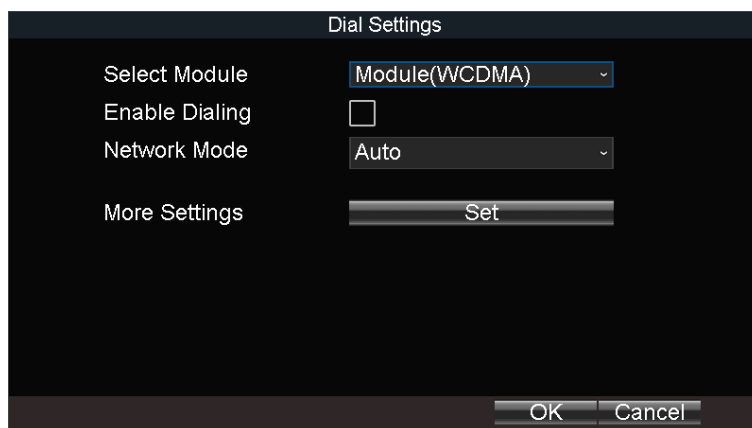 Dial Settings
Select Module Module(WCDMA)
Enable Dialing
Network Mode Auto
More Settings Set
OK Cancel